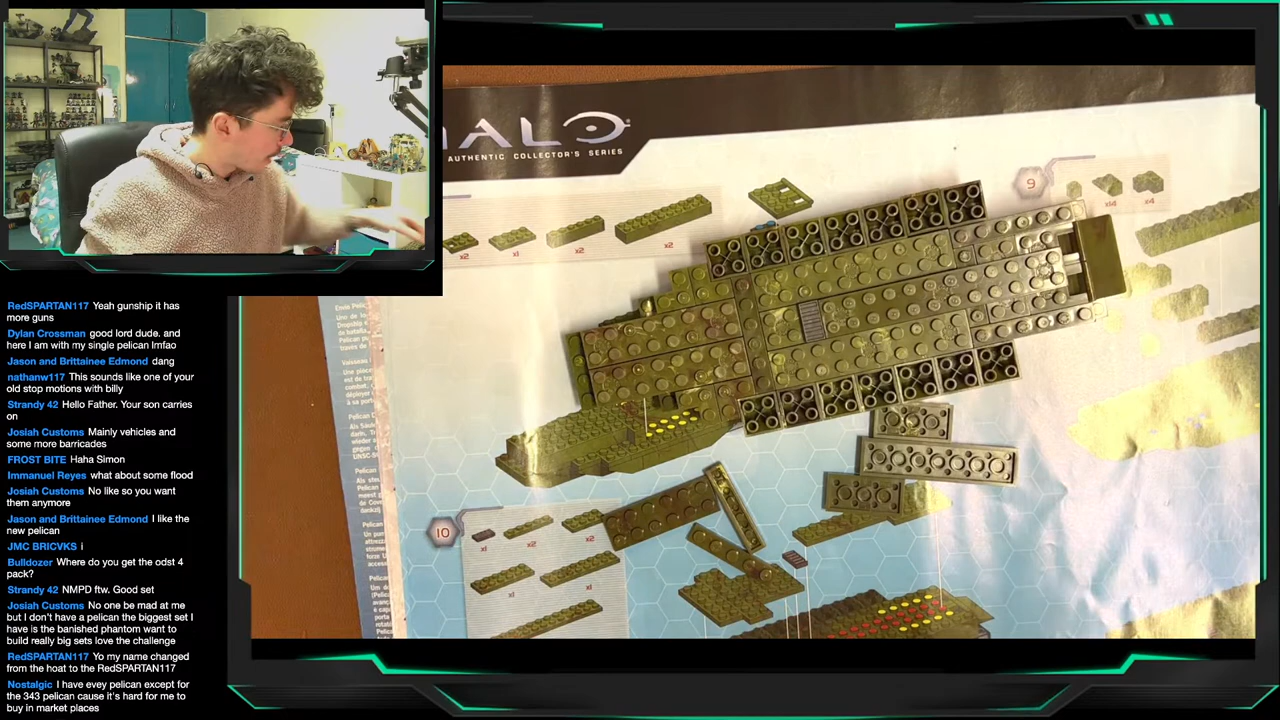 RedSPARTAN117 Yeah gunship it has
more guns
Dylan Crossman good lord dude. and
here I am with my single pelican lmfao
Jason and Brittainee Edmond dang
nathanw117 This sounds like one of your
old stop motions with billy
Strandy 42 Hello Father. Your son carries
on
Josiah Customs Mainly vehicles and
some more barricades
FROST BITE Haha Simon
Immanuel Reyes what about some flood
Josiah Customs No like so you want
them anymore
Jason and Brittainee Edmond I like the
new pelican
JMC BRICVKS i
Bulldozer Where do you get the odst 4
pack?
Strandy 42 NMPD ftw. Good set
Josiah Customs No one be mad at me
but I don't have a pelican the biggest set I
have is the banished phantom want to
build really big sets love the challenge
RedSPARTAN117 Yo my name changed
from the hoat to the RedSPARTAN117
Nostalgic I have evey pelican except for
the 343 pelican cause it's hard for me to
buy in market places
ALO
AUTHENTIC COLLECTOR'S SERIES
x2
x1
x2
x2
9
x14
x4
10
x1
x2
x2
x1
x1